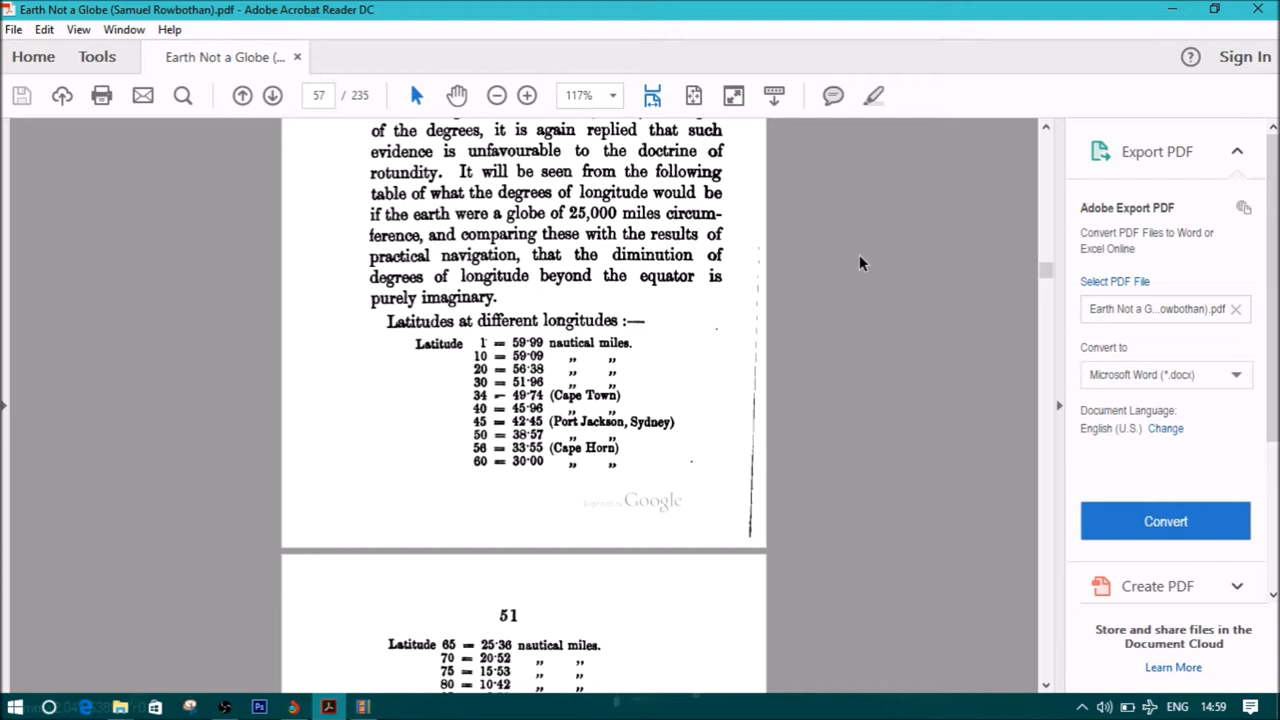 Earth Not a Globe (Samuel Rowbothan).pdf - Adobe Acrobat Reader DC
File Edit View Window Help
Home Tools Earth Not a Globe (... × Sign In
57 / 235 117%
of the degrees, it is again replied that such
evidence is unfavourable to the doctrine of
rotundity. It will be seen from the following
table of what the degrees of longitude would be
if the earth were a globe of 25,000 miles circum-
ference, and comparing these with the results of
practical navigation, that the diminution of
degrees of longitude beyond the equator is
purely imaginary.
Latitudes at different longitudes :—
Latitude 1 = 59·99 nautical miles.
10 = 59·09 „ „
20 = 56·38 „ „
30 = 51·96 „ „
34 = 49·74 (Cape Town)
40 = 45·96 „ „
45 = 42·45 (Port Jackson, Sydney)
50 = 38·57 „ „
56 = 33·55 (Cape Horn)
60 = 30·00 „ „
Google
51
Latitude 65 = 25·36 nautical miles.
70 = 20·52 „ „
75 = 15·53 „ „
80 = 10·42 „ „
Export PDF
Adobe Export PDF
Convert PDF Files to Word or
Excel Online
Select PDF File
Earth Not a G...owbothan).pdf
Convert to
Microsoft Word (*.docx)
Document Language:
English (U.S.) Change
Convert
Create PDF
Store and share files in the
Document Cloud
Learn More
ENG 14:59